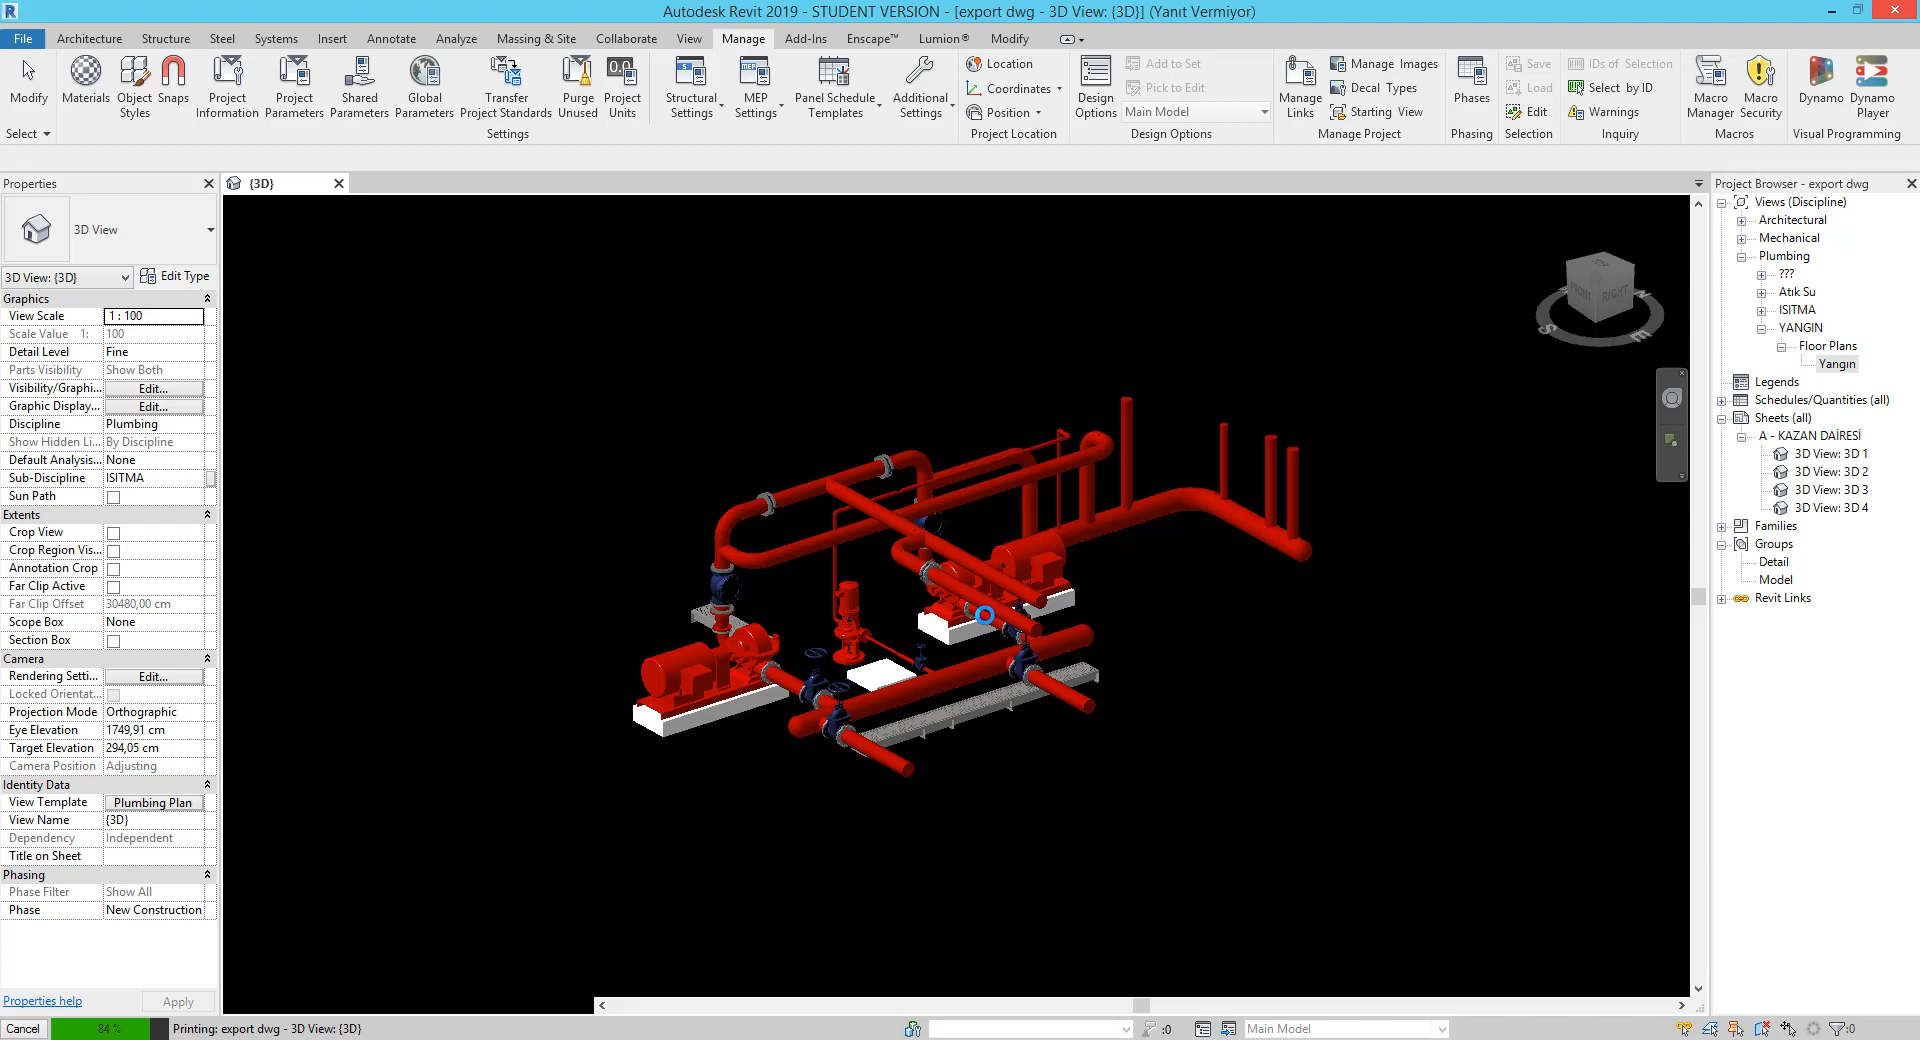 Autodesk Revit 2019 - STUDENT VERSION - [export dwg - 3D View: {3D}] (Yanıt Vermiyor)
File Architecture Structure Steel Systems Insert Annotate Analyze Massing & Site Collaborate View Manage Add-Ins Enscape™ Lumion® Modify
Modify
Select
Materials
Object Styles
Snaps
Project Information
Project Parameters
Shared Parameters
Global Parameters
Transfer Project Standards
Purge Unused
Project Units
Settings
Structural Settings
MEP Settings
Panel Schedule Templates
Additional Settings
Location
Coordinates
Position
Project Location
Design Options
Add to Set
Pick to Edit
Main Model
Design Options
Manage Links
Manage Images
Decal Types
Starting View
Manage Project
Phases
Phasing
Save
Load
Edit
Selection
IDs of Selection
Select by ID
Warnings
Inquiry
Macro Manager
Macro Security
Macros
Dynamo
Dynamo Player
Visual Programming
Properties
3D View
3D View: {3D}
Edit Type
Graphics
View Scale 1 : 100
Scale Value 1: 100
Detail Level Fine
Parts Visibility Show Both
Visibility/Graphi... Edit...
Graphic Display... Edit...
Discipline Plumbing
Show Hidden Li... By Discipline
Default Analysis... None
Sub-Discipline ISITMA
Sun Path
Extents
Crop View
Crop Region Vis...
Annotation Crop
Far Clip Active
Far Clip Offset 30480,00 cm
Scope Box None
Section Box
Camera
Rendering Setti... Edit...
Locked Orientat...
Projection Mode Orthographic
Eye Elevation 1749,91 cm
Target Elevation 294,05 cm
Camera Position Adjusting
Identity Data
View Template Plumbing Plan
View Name {3D}
Dependency Independent
Title on Sheet
Phasing
Phase Filter Show All
Phase New Construction
Properties help
Apply
{3D}
FRONT RIGHT
S E
Project Browser - export dwg
Views (Discipline)
Architectural
Mechanical
Plumbing
???
Atık Su
ISITMA
YANGIN
Floor Plans
Yangın
Legends
Schedules/Quantities (all)
Sheets (all)
A - KAZAN DAİRESİ
3D View: 3D 1
3D View: 3D 2
3D View: 3D 3
3D View: 3D 4
Families
Groups
Detail
Model
Revit Links
Cancel 84 % Printing: export dwg - 3D View: {3D} :0 Main Model :0